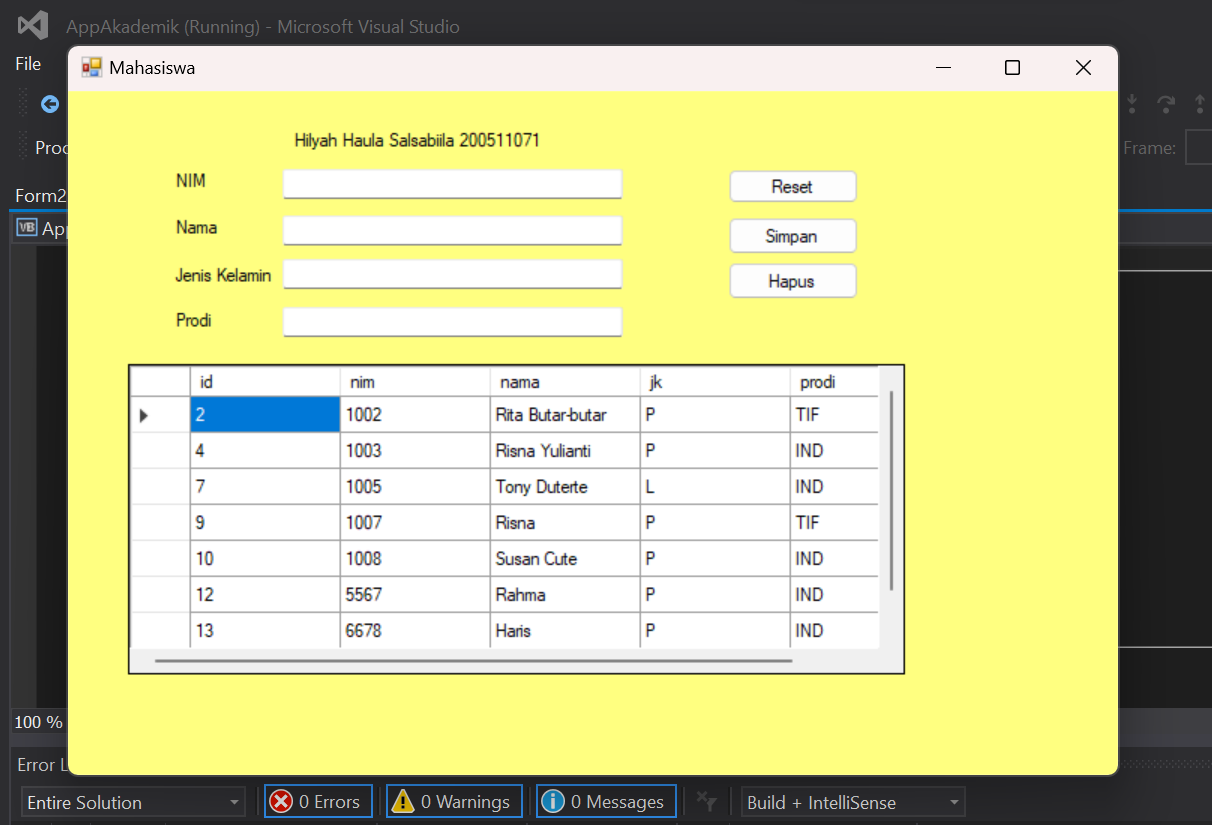 AppAkademik (Running) - Microsoft Visual Studio
File
Mahasiswa
Hilyah Haula Salsabiila 200511071
NIM
Reset
Nama
Simpan
Jenis Kelamin
Hapus
Prodi
Frame:
Form2
id nim nama jk prodi
2 1002 Rita Butar-butar P TIF
4 1003 Risna Yulianti P IND
7 1005 Tony Duterte L IND
9 1007 Risna P TIF
10 1008 Susan Cute P IND
12 5567 Rahma P IND
13 6678 Haris P IND
100 %
Error
Entire Solution 0 Errors 0 Warnings 0 Messages Build + IntelliSense